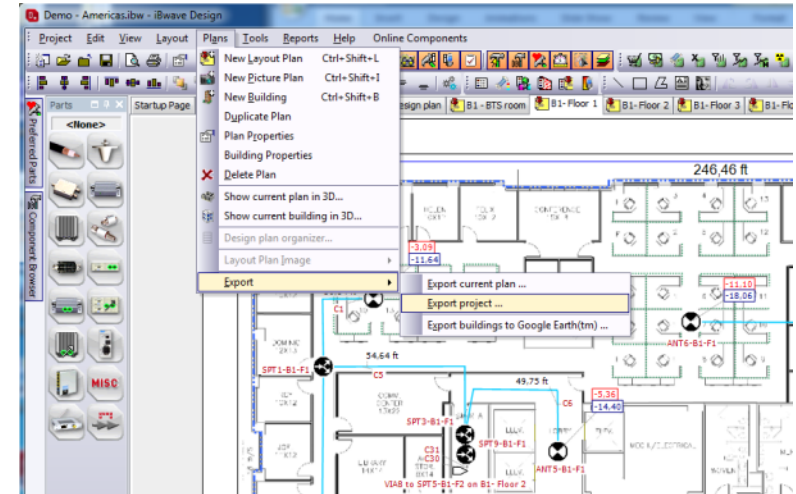 Demo - Americas.ibw - iBwave Design
Project Edit View Layout Plans Tools Reports Help Online Components
New Layout Plan Ctrl+Shift+L
New Picture Plan Ctrl+Shift+I
New Building Ctrl+Shift+B
Duplicate Plan
Plan Properties
Building Properties
Delete Plan
Show current plan in 3D...
Show current building in 3D...
Design plan organizer...
Layout Plan Image
Export
Export current plan ...
Export project ...
Export buildings to Google Earth(tm) ...
Parts
<None>
MISC
Preferred Parts
Component Browser
Startup Page
esign plan
B1 - BTS room
B1- Floor 1
B1- Floor 2
B1- Floor 3
B1- Flo
246,46 ft
-3,09
-11,64
-11,10
-18,06
C1
ANT6-B1-F1
54,64 ft
SPT1-B1-F1
C5
49,75 ft
-5,36
-14,40
C6
SPT3-B1-F1
SPT9-B1-F1
C31
C30
ANT5-B1-F1
VIA8 to SPT5-B1-F2 on B1- Floor 2